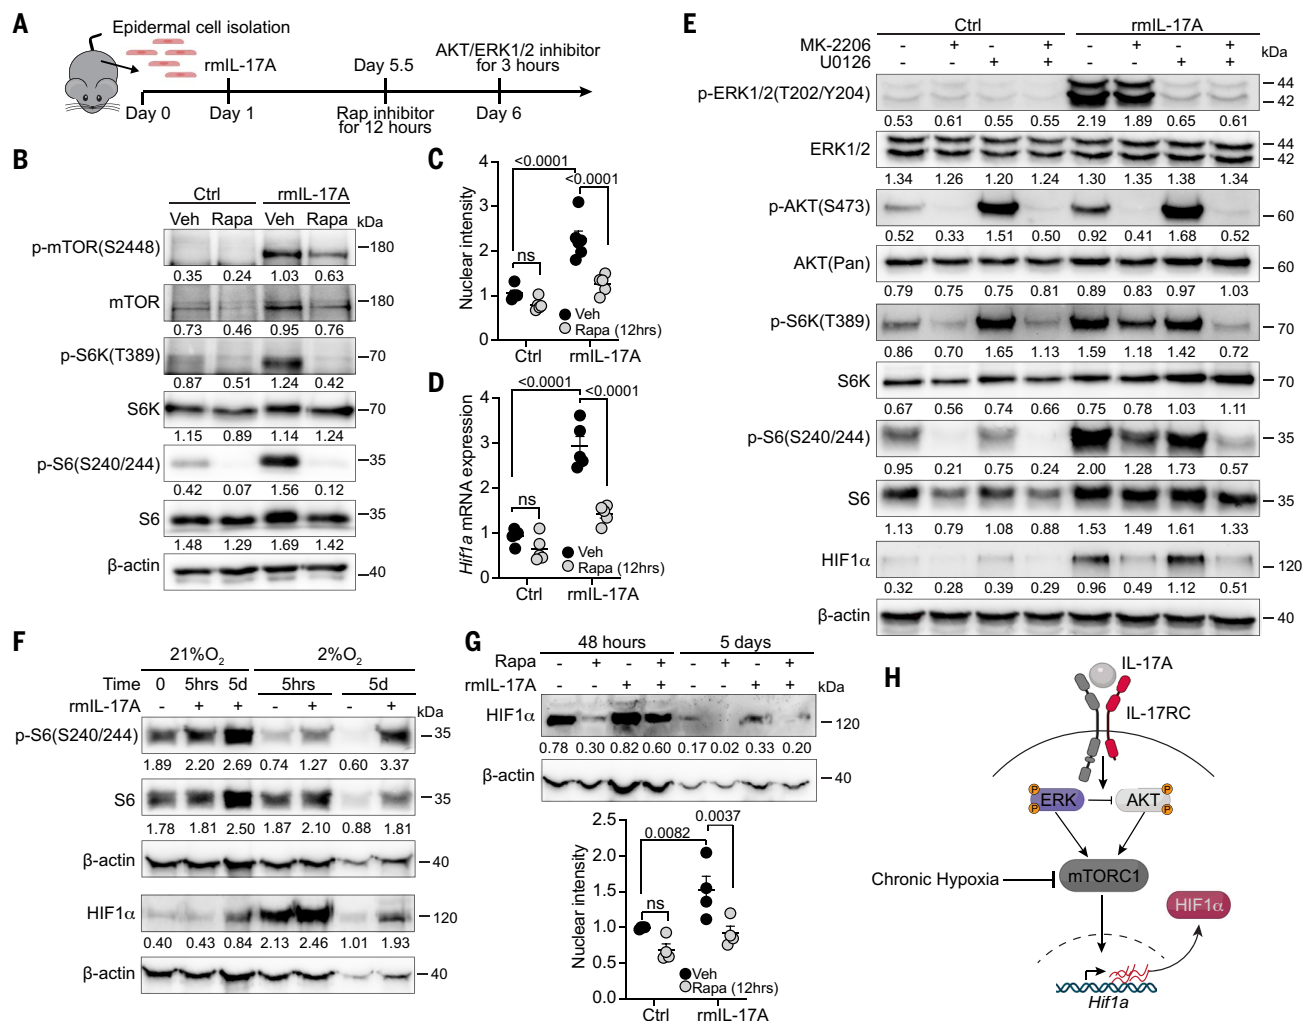 A
Epidermal cell isolation
rmIL-17A
Day 5.5
AKT/ERK1/2 inhibitor
for 3 hours
Day 0
Day 1
Rap inhibitor
for 12 hours
Day 6
B
Ctrl rmIL-17A
Veh Rapa Veh Rapa kDa
p-mTOR(S2448) 180
0.35 0.24 1.03 0.63
mTOR 180
0.73 0.46 0.95 0.76
p-S6K(T389) 70
0.87 0.51 1.24 0.42
S6K 70
1.15 0.89 1.14 1.24
p-S6(S240/244) 35
0.42 0.07 1.56 0.12
S6 35
1.48 1.29 1.69 1.42
β-actin 40
C
Nuclear intensity
4
3
2
1
0
<0.0001
<0.0001
ns
Veh
Rapa (12hrs)
Ctrl rmIL-17A
D
Hif1a mRNA expression
4
3
2
1
0
<0.0001
<0.0001
ns
Veh
Rapa (12hrs)
Ctrl rmIL-17A
E
Ctrl rmIL-17A
MK-2206 - + - + - + - + kDa
U0126 - - + + - - + +
p-ERK1/2(T202/Y204) 44
42
0.53 0.61 0.55 0.55 2.19 1.89 0.65 0.61
ERK1/2 44
42
1.34 1.26 1.20 1.24 1.30 1.35 1.38 1.34
p-AKT(S473) 60
0.52 0.33 1.51 0.50 0.92 0.41 1.68 0.52
AKT(Pan) 60
0.79 0.75 0.75 0.81 0.89 0.83 0.97 1.03
p-S6K(T389) 70
0.86 0.70 1.65 1.13 1.59 1.18 1.42 0.72
S6K 70
0.67 0.56 0.74 0.66 0.75 0.78 1.03 1.11
p-S6(S240/244) 35
0.95 0.21 0.75 0.24 2.00 1.28 1.73 0.57
S6 35
1.13 0.79 1.08 0.88 1.53 1.49 1.61 1.33
HIF1α 120
0.32 0.28 0.39 0.29 0.96 0.49 1.12 0.51
β-actin 40
F
21%O2 2%O2
Time 0 5hrs 5d 5hrs 5d
rmIL-17A - + + - + - + kDa
p-S6(S240/244) 35
1.89 2.20 2.69 0.74 1.27 0.60 3.37
S6 35
1.78 1.81 2.50 1.87 2.10 0.88 1.81
β-actin 40
HIF1α 120
0.40 0.43 0.84 2.13 2.46 1.01 1.93
β-actin 40
G
48 hours 5 days
Rapa - + - + - + - +
rmIL-17A - - + + - - + + kDa
HIF1α 120
0.78 0.30 0.82 0.60 0.17 0.02 0.33 0.20
β-actin 40
Nuclear intensity
2.5
2.0
1.5
1.0
0.5
0.0
0.0082
0.0037
ns
Veh
Rapa (12hrs)
Ctrl rmIL-17A
H
IL-17A
IL-17RC
P P
ERK AKT
P P
Chronic Hypoxia
mTORC1
HIF1α
Hif1a